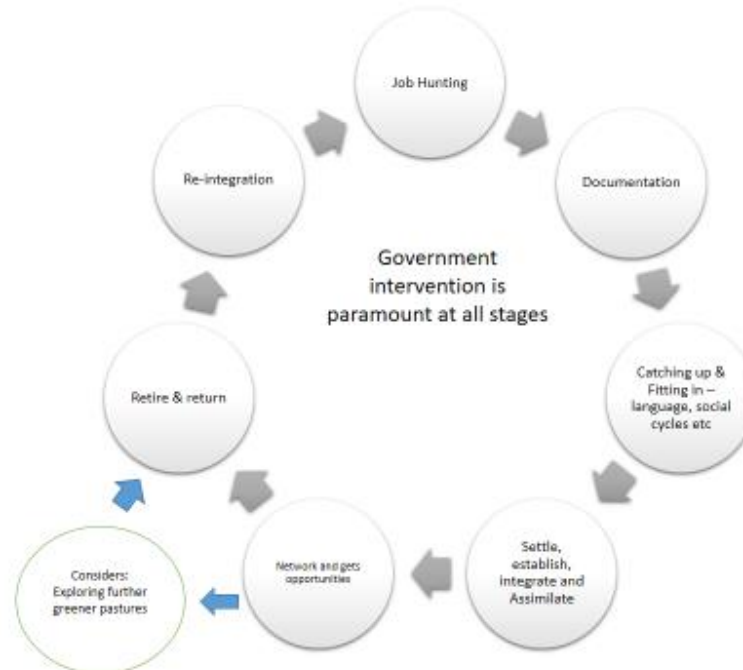 Job Hunting
Documentation
Catching up &
Fitting in –
language, social
cycles etc
Settle,
establish,
integrate and
Assimilate
Network and gets
opportunities
Considers:
Exploring further
greener pastures
Retire & return
Re-integration
Government
intervention is
paramount at all stages